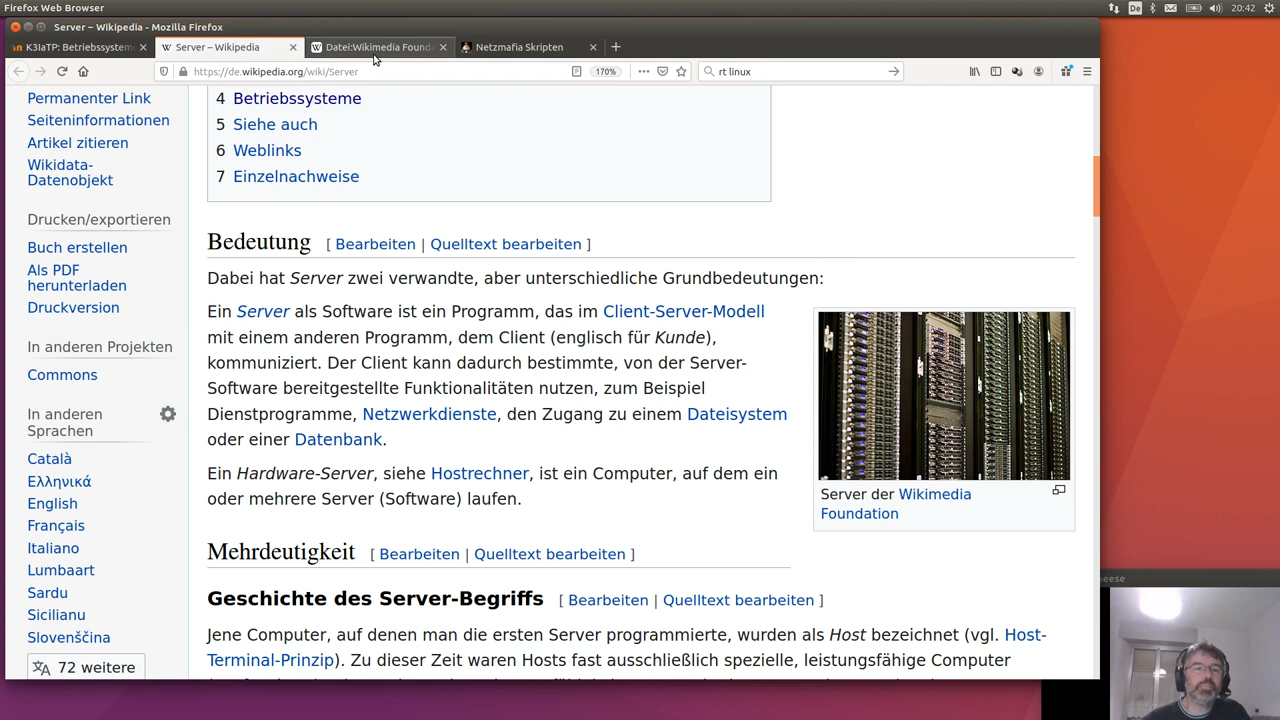 Firefox Web Browser
De
20:42
Server – Wikipedia - Mozilla Firefox
K3IaTP: Betriebssystem
Server – Wikipedia
Datei:Wikimedia Founda
Netzmafia Skripten
https://de.wikipedia.org/wiki/Server
170%
rt linux
Permanenter Link
Seiteninformationen
Artikel zitieren
Wikidata-
Datenobjekt
Drucken/exportieren
Buch erstellen
Als PDF
herunterladen
Druckversion
In anderen Projekten
Commons
In anderen
Sprachen
Català
Ελληνικά
English
Français
Italiano
Lumbaart
Sardu
Sicilianu
Slovenščina
72 weitere
4 Betriebssysteme
5 Siehe auch
6 Weblinks
7 Einzelnachweise
Bedeutung [ Bearbeiten | Quelltext bearbeiten ]
Dabei hat Server zwei verwandte, aber unterschiedliche Grundbedeutungen:
Ein Server als Software ist ein Programm, das im Client-Server-Modell
mit einem anderen Programm, dem Client (englisch für Kunde),
kommuniziert. Der Client kann dadurch bestimmte, von der Server-
Software bereitgestellte Funktionalitäten nutzen, zum Beispiel
Dienstprogramme, Netzwerkdienste, den Zugang zu einem Dateisystem
oder einer Datenbank.
Ein Hardware-Server, siehe Hostrechner, ist ein Computer, auf dem ein
oder mehrere Server (Software) laufen.
Server der Wikimedia
Foundation
Mehrdeutigkeit [ Bearbeiten | Quelltext bearbeiten ]
Geschichte des Server-Begriffs [ Bearbeiten | Quelltext bearbeiten ]
Jene Computer, auf denen man die ersten Server programmierte, wurden als Host bezeichnet (vgl. Host-
Terminal-Prinzip). Zu dieser Zeit waren Hosts fast ausschließlich spezielle, leistungsfähige Computer
eese